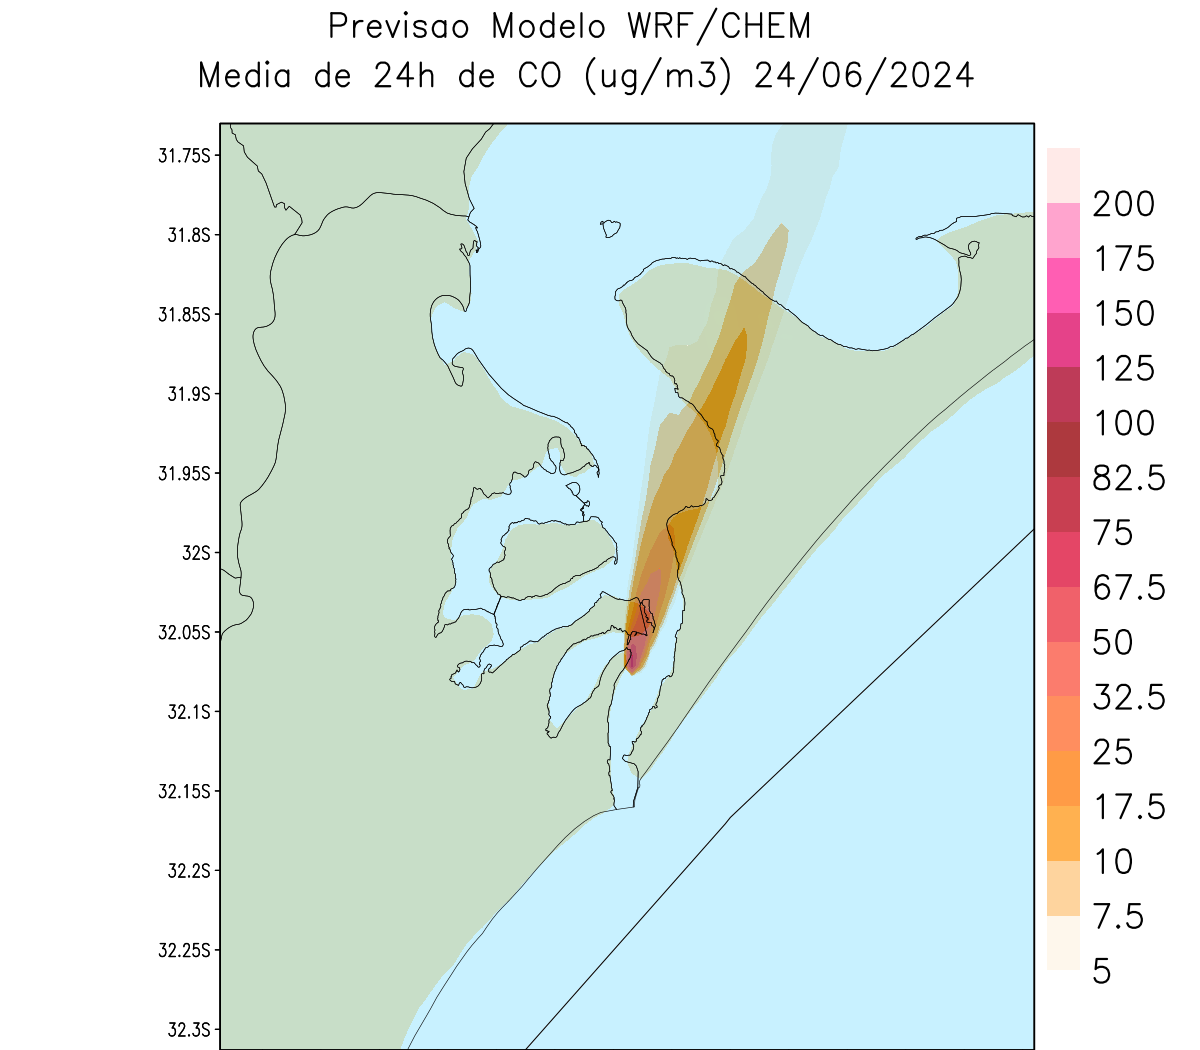 Previsao Modelo WRF/CHEM
Media de 24h de CO (ug/m3) 24/06/2024
31.75S
31.8S
31.85S
31.9S
31.95S
32S
32.05S
32.1S
32.15S
32.2S
32.25S
32.3S
200
175
150
125
100
82.5
75
67.5
50
32.5
25
17.5
10
7.5
5